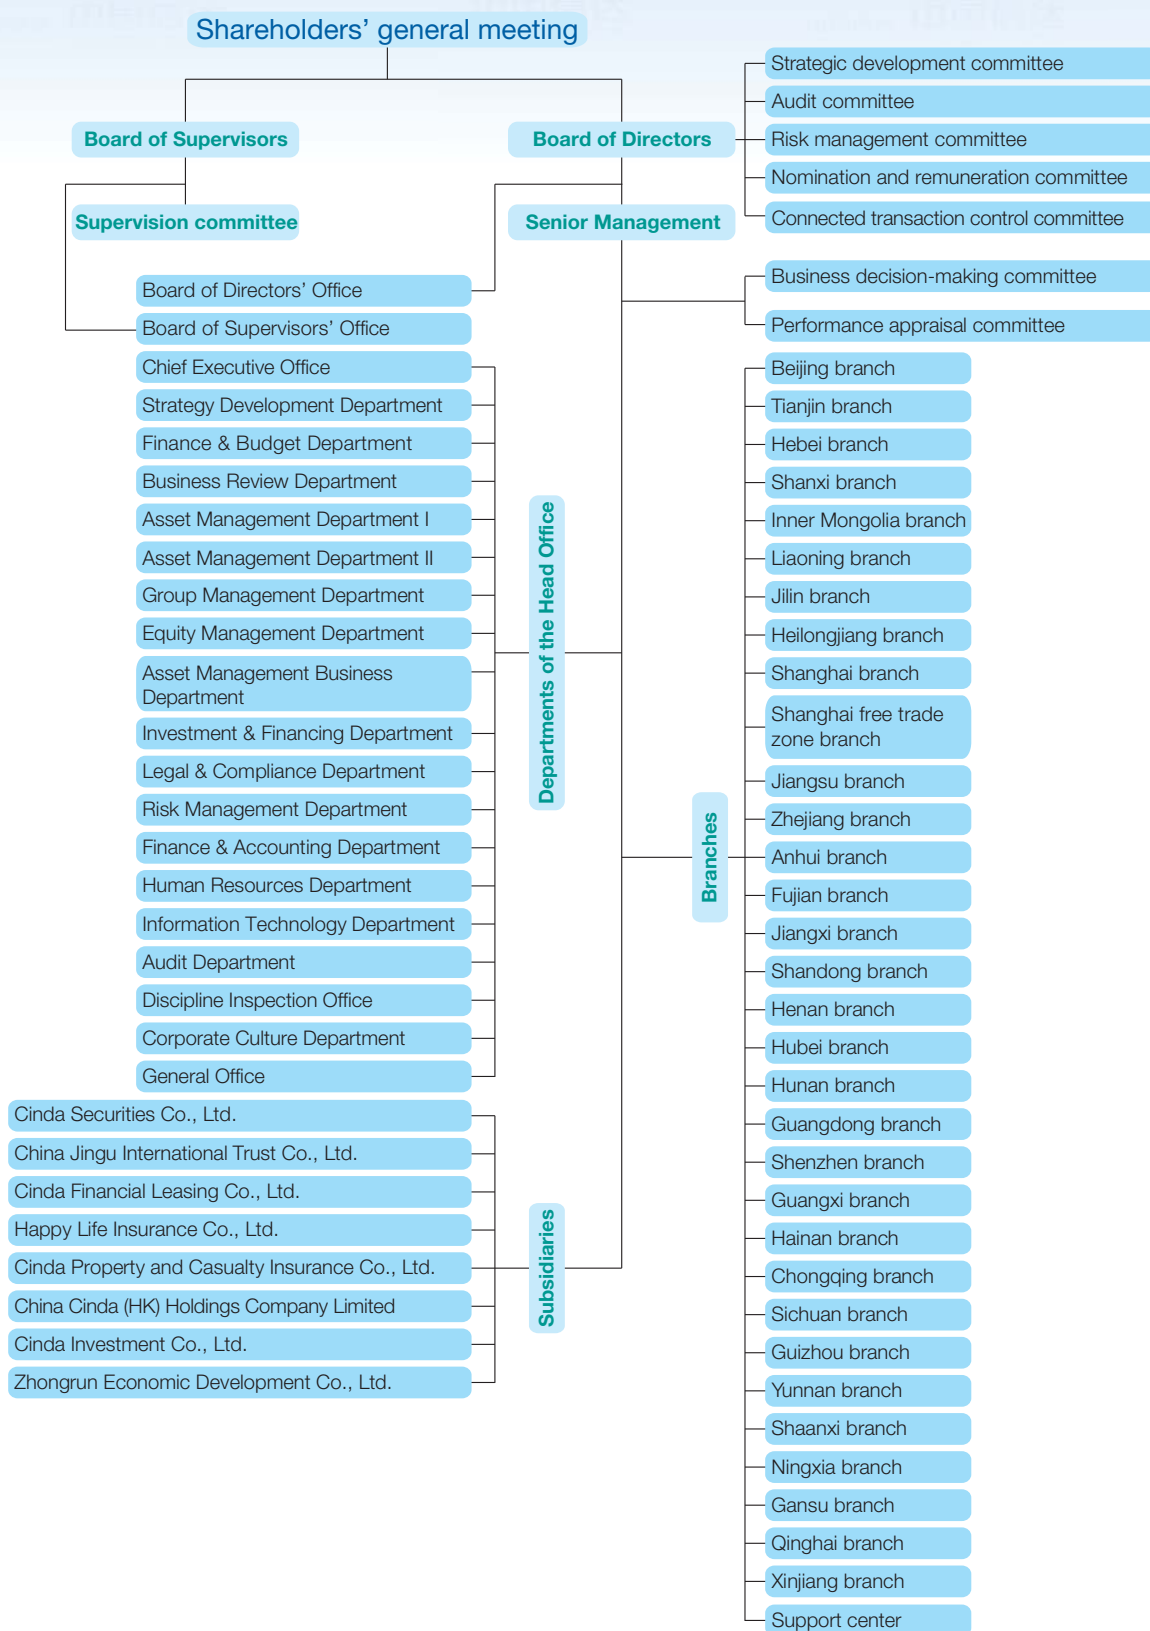 Shareholders’ general meeting
Board of Supervisors
Board of Directors
Supervision committee
Senior Management
Strategic development committee
Audit committee
Risk management committee
Nomination and remuneration committee
Connected transaction control committee
Business decision-making committee
Performance appraisal committee
Board of Directors’ Office
Board of Supervisors’ Office
Chief Executive Office
Strategy Development Department
Finance & Budget Department
Business Review Department
Asset Management Department I
Asset Management Department II
Group Management Department
Equity Management Department
Asset Management Business
Department
Investment & Financing Department
Legal & Compliance Department
Risk Management Department
Finance & Accounting Department
Human Resources Department
Information Technology Department
Audit Department
Discipline Inspection Office
Corporate Culture Department
General Office
Departments of the Head Office
Cinda Securities Co., Ltd.
China Jingu International Trust Co., Ltd.
Cinda Financial Leasing Co., Ltd.
Happy Life Insurance Co., Ltd.
Cinda Property and Casualty Insurance Co., Ltd.
China Cinda (HK) Holdings Company Limited
Cinda Investment Co., Ltd.
Zhongrun Economic Development Co., Ltd.
Subsidiaries
Branches
Beijing branch
Tianjin branch
Hebei branch
Shanxi branch
Inner Mongolia branch
Liaoning branch
Jilin branch
Heilongjiang branch
Shanghai branch
Shanghai free trade
zone branch
Jiangsu branch
Zhejiang branch
Anhui branch
Fujian branch
Jiangxi branch
Shandong branch
Henan branch
Hubei branch
Hunan branch
Guangdong branch
Shenzhen branch
Guangxi branch
Hainan branch
Chongqing branch
Sichuan branch
Guizhou branch
Yunnan branch
Shaanxi branch
Ningxia branch
Gansu branch
Qinghai branch
Xinjiang branch
Support center